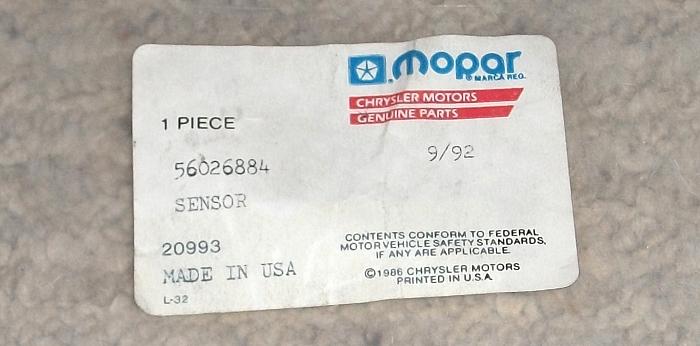 mopar
® MARCA REG.
CHRYSLER MOTORS
GENUINE PARTS
1 PIECE
9/92
56026884
SENSOR
20993
MADE IN USA
L-32
CONTENTS CONFORM TO FEDERAL
MOTOR VEHICLE SAFETY STANDARDS,
IF ANY ARE APPLICABLE.
©1986 CHRYSLER MOTORS
PRINTED IN U.S.A.